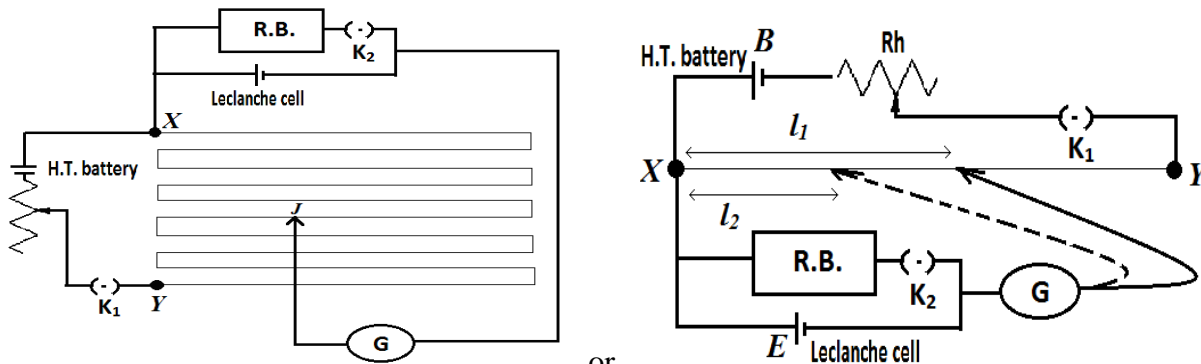 R.B.
K2
Leclanche cell
X
H.T. battery
J
K1
Y
G
or
H.T. battery
B
Rh
l1
K1
X
Y
l2
R.B.
K2
G
E
Leclanche cell